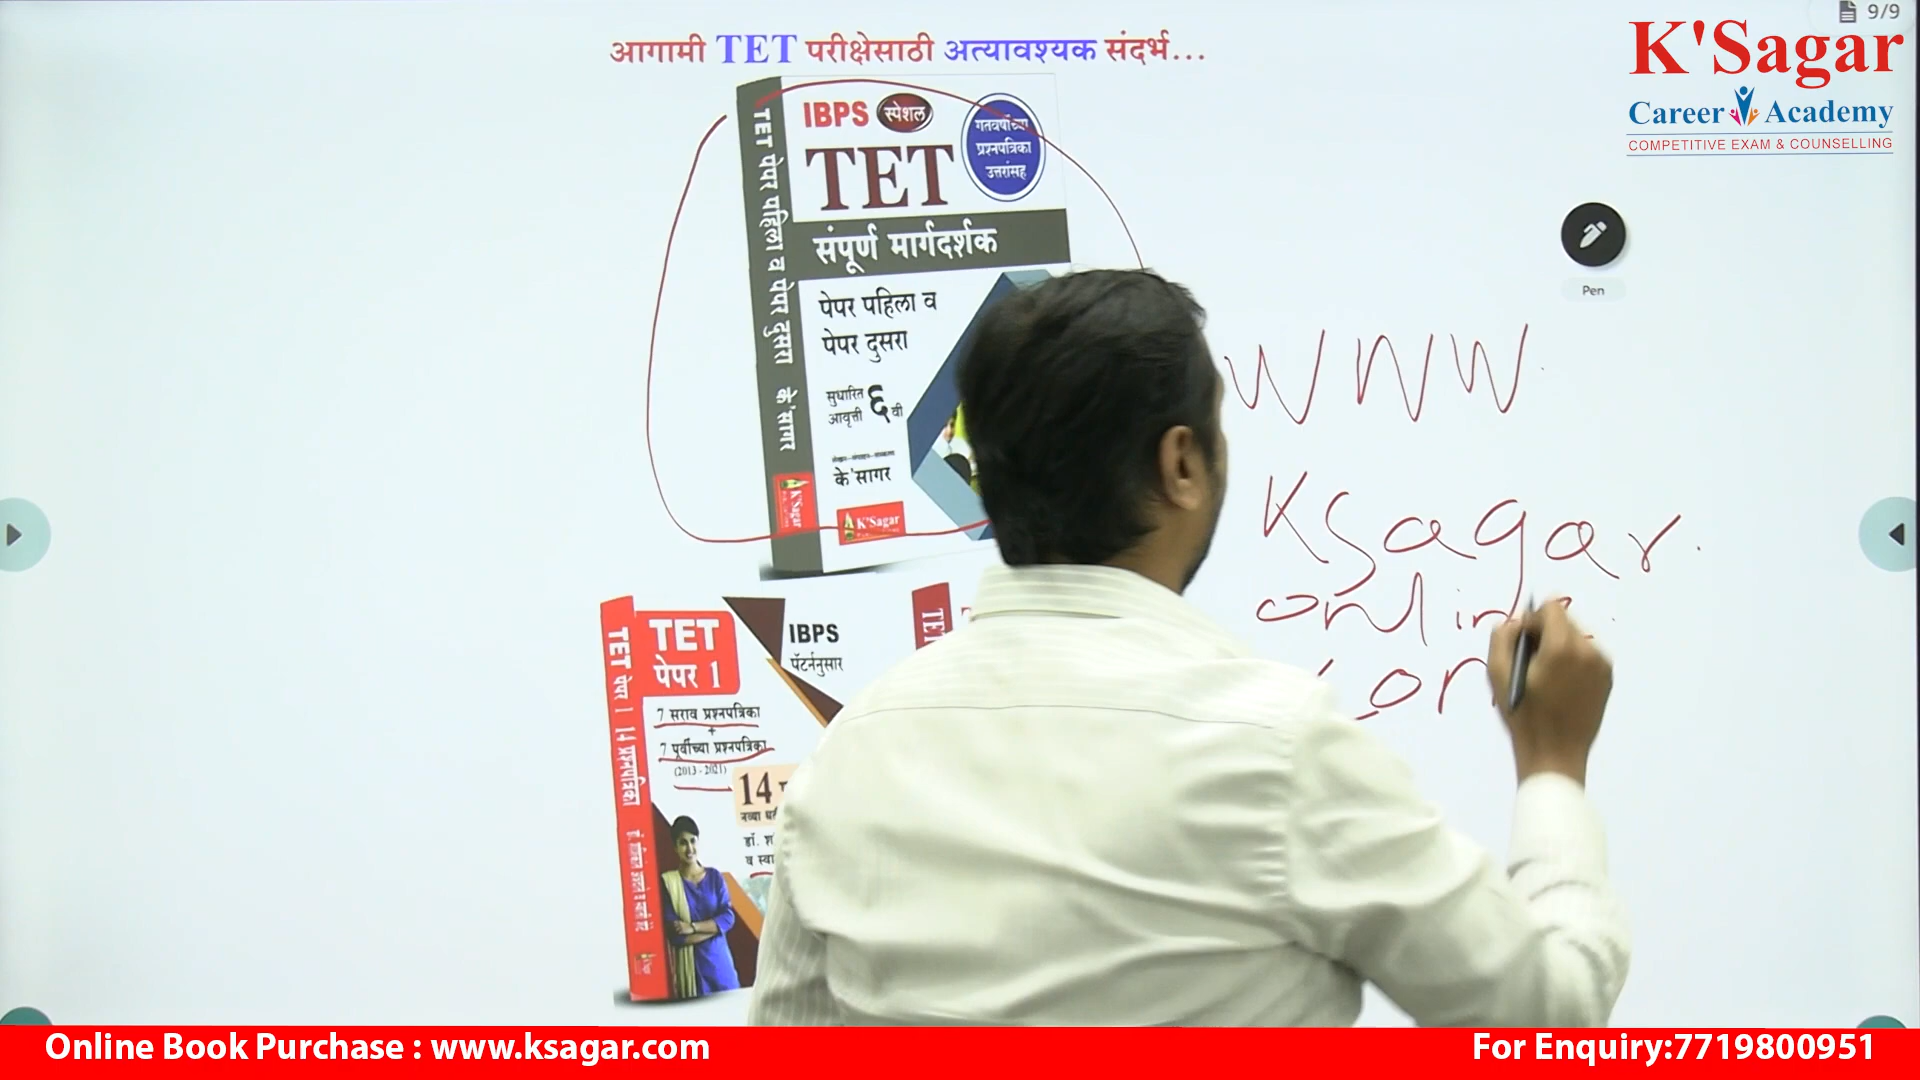 9/9
आगामी TET परीक्षेसाठी अत्यावश्यक संदर्भ...
K'Sagar
Career Academy
COMPETITIVE EXAM & COUNSELLING
Pen
TET पेपर पहिला व पेपर दुसरा के'सागर
K'Sagar
IBPS स्पेशल
TET
गतवर्षाच्या
प्रश्नपत्रिका
उत्तरांसह
संपूर्ण मार्गदर्शक
पेपर पहिला व
पेपर दुसरा
सुधारित
आवृत्ती ६ वी
के'सागर
K'Sagar
www.
Ksagar.
online.
TET पेपर 1 14 प्रश्नपत्रिका
TET
पेपर 1
IBPS
पॅटर्ननुसार
7 सराव प्रश्नपत्रिका
+
7 पूर्वीच्या प्रश्नपत्रिका
(2013-2021)
14
Online Book Purchase : www.ksagar.com
For Enquiry:7719800951